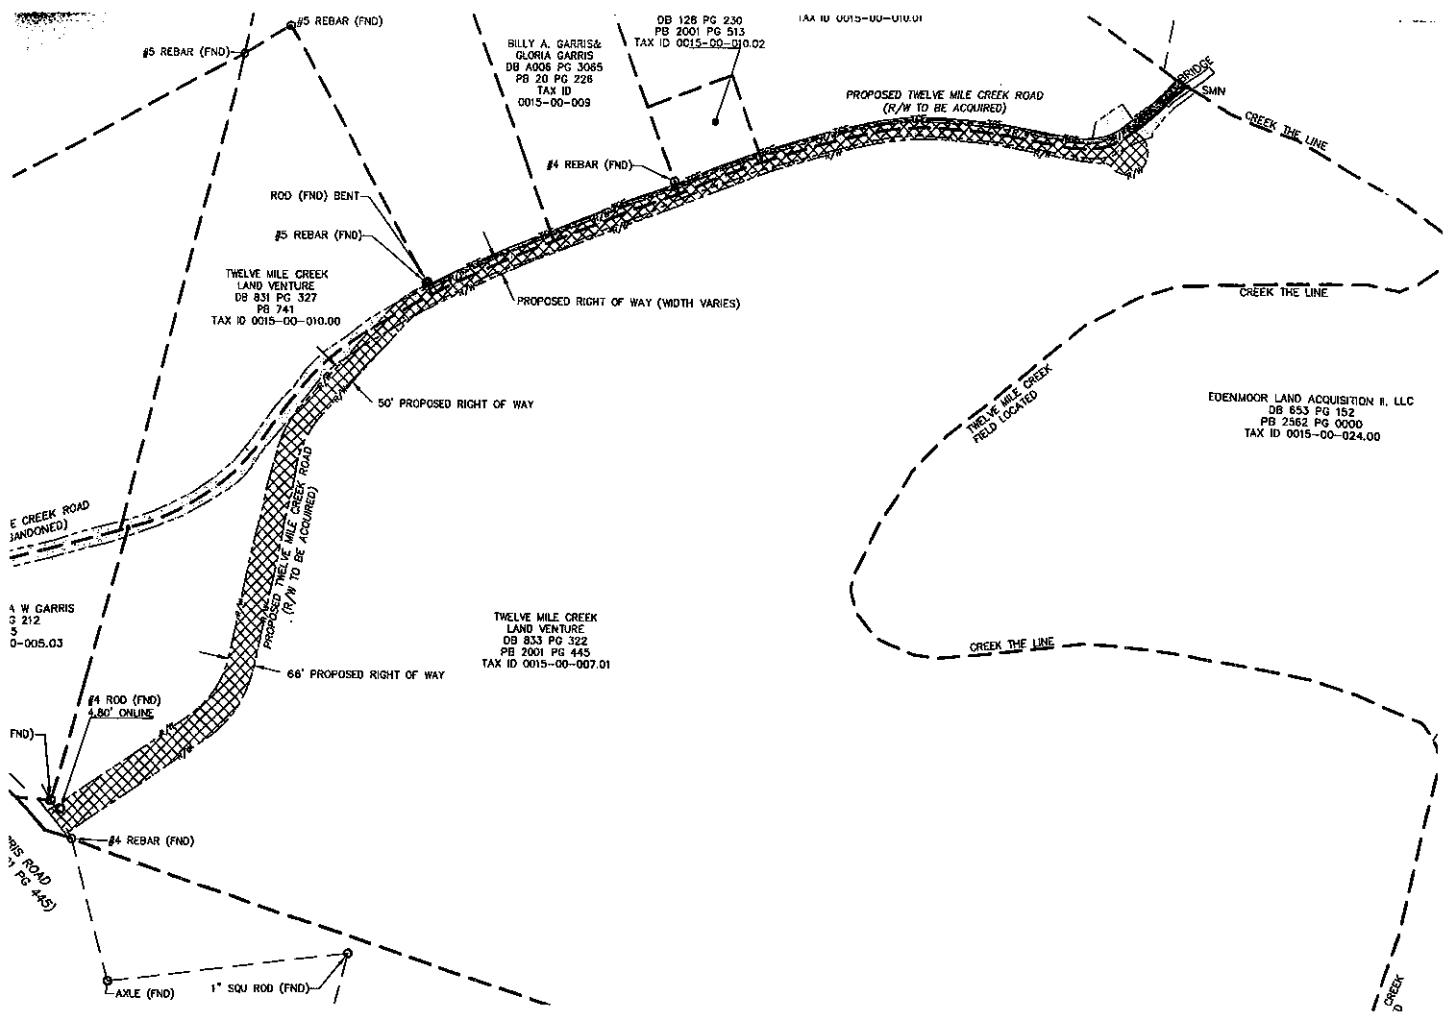 #5 REBAR (FND)
#5 REBAR (FND)
BILLY A. GARRIS&
GLORIA GARRIS
DB A006 PG 3065
PB 20 PG 226
TAX ID
0015-00-009
DB 128 PG 230
PB 2001 PG 513
TAX ID 0015-00-010.02
TAX ID 0015-00-010.01
PROPOSED TWELVE MILE CREEK ROAD
(R/W TO BE ACQUIRED)
BRIDGE
SMN
CREEK THE LINE
#4 REBAR (FND)
ROD (FND) BENT
#5 REBAR (FND)
TWELVE MILE CREEK
LAND VENTURE
DB 831 PG 327
PB 741
TAX ID 0015-00-010.00
PROPOSED RIGHT OF WAY (WIDTH VARIES)
CREEK THE LINE
50' PROPOSED RIGHT OF WAY
TWELVE MILE CREEK
FIELD LOCATED
EDENMOOR LAND ACQUISITION II, LLC
DB 653 PG 152
PB 2562 PG 0000
TAX ID 0015-00-024.00
E CREEK ROAD
ANDONED)
PROPOSED TWELVE MILE CREEK ROAD
(R/W TO BE ACQUIRED)
W GARRIS
G 212
5
0-005.03
TWELVE MILE CREEK
LAND VENTURE
DB 833 PG 322
PB 2001 PG 445
TAX ID 0015-00-007.01
CREEK THE LINE
66' PROPOSED RIGHT OF WAY
#4 ROD (FND)
4.80' ONLINE
FND)
#4 REBAR (FND)
RIS ROAD
PG 445)
AXLE (FND)
1" SQU ROD (FND)
CREEK